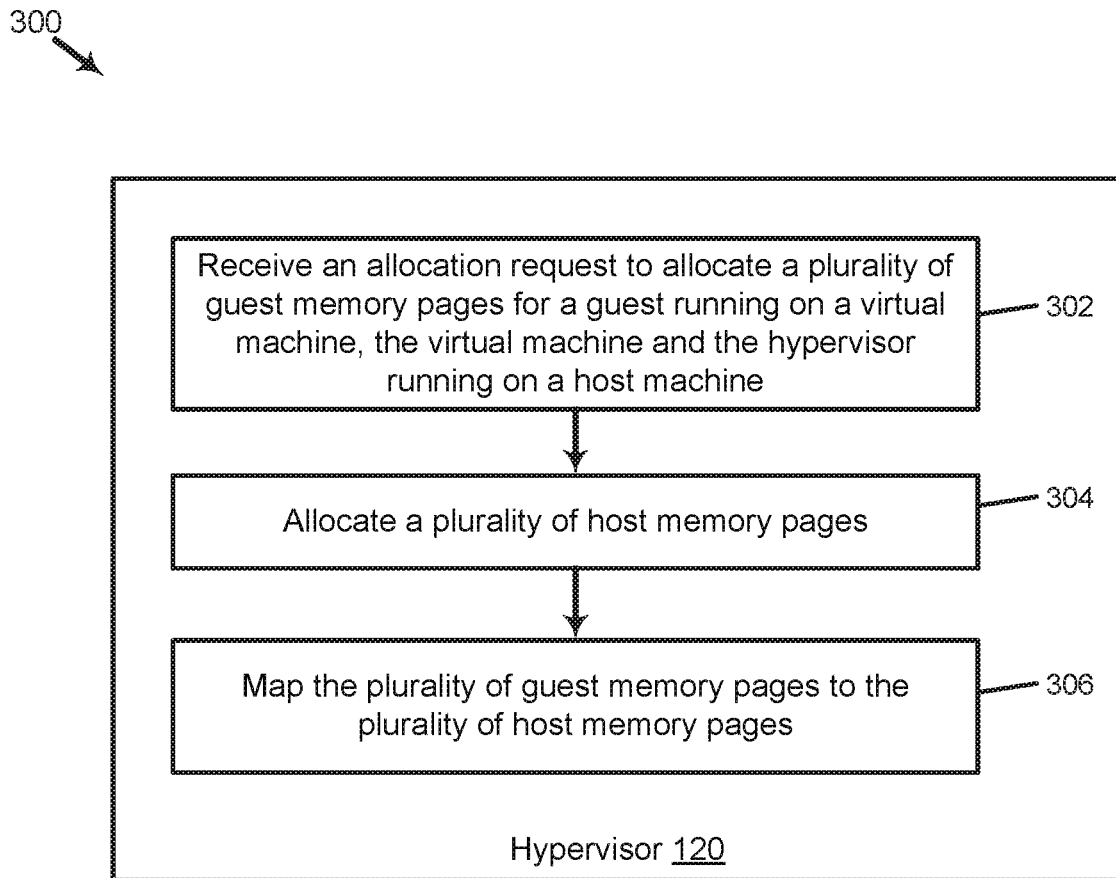 300
Receive an allocation request to allocate a plurality of
guest memory pages for a guest running on a virtual
machine, the virtual machine and the hypervisor
running on a host machine
302
Allocate a plurality of host memory pages
304
Map the plurality of guest memory pages to the
plurality of host memory pages
306
Hypervisor 120